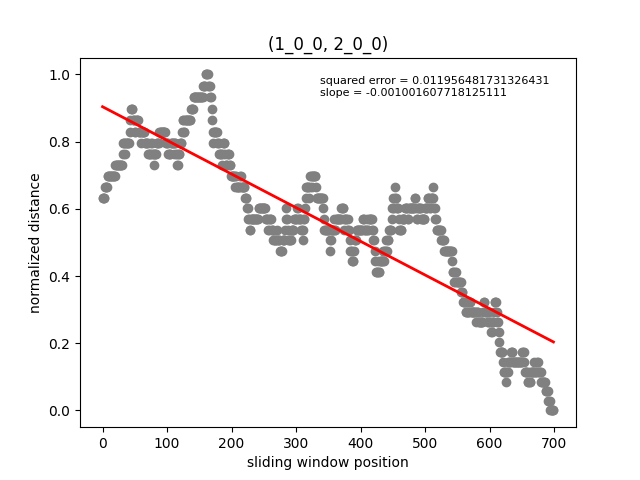 (1_0_0, 2_0_0)
squared error = 0.011956481731326431
slope = -0.001001607718125111
1.0
0.8
0.6
0.4
0.2
0.0
normalized distance
0 100 200 300 400 500 600 700
sliding window position